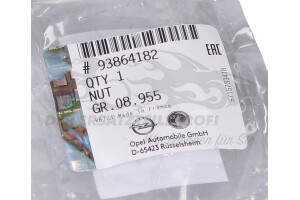 # 93864182
QTY 1
NUT
GR.08.955
Made in France
Opel Automobile GmbH
D-65423 Rüsselsheim
EAC